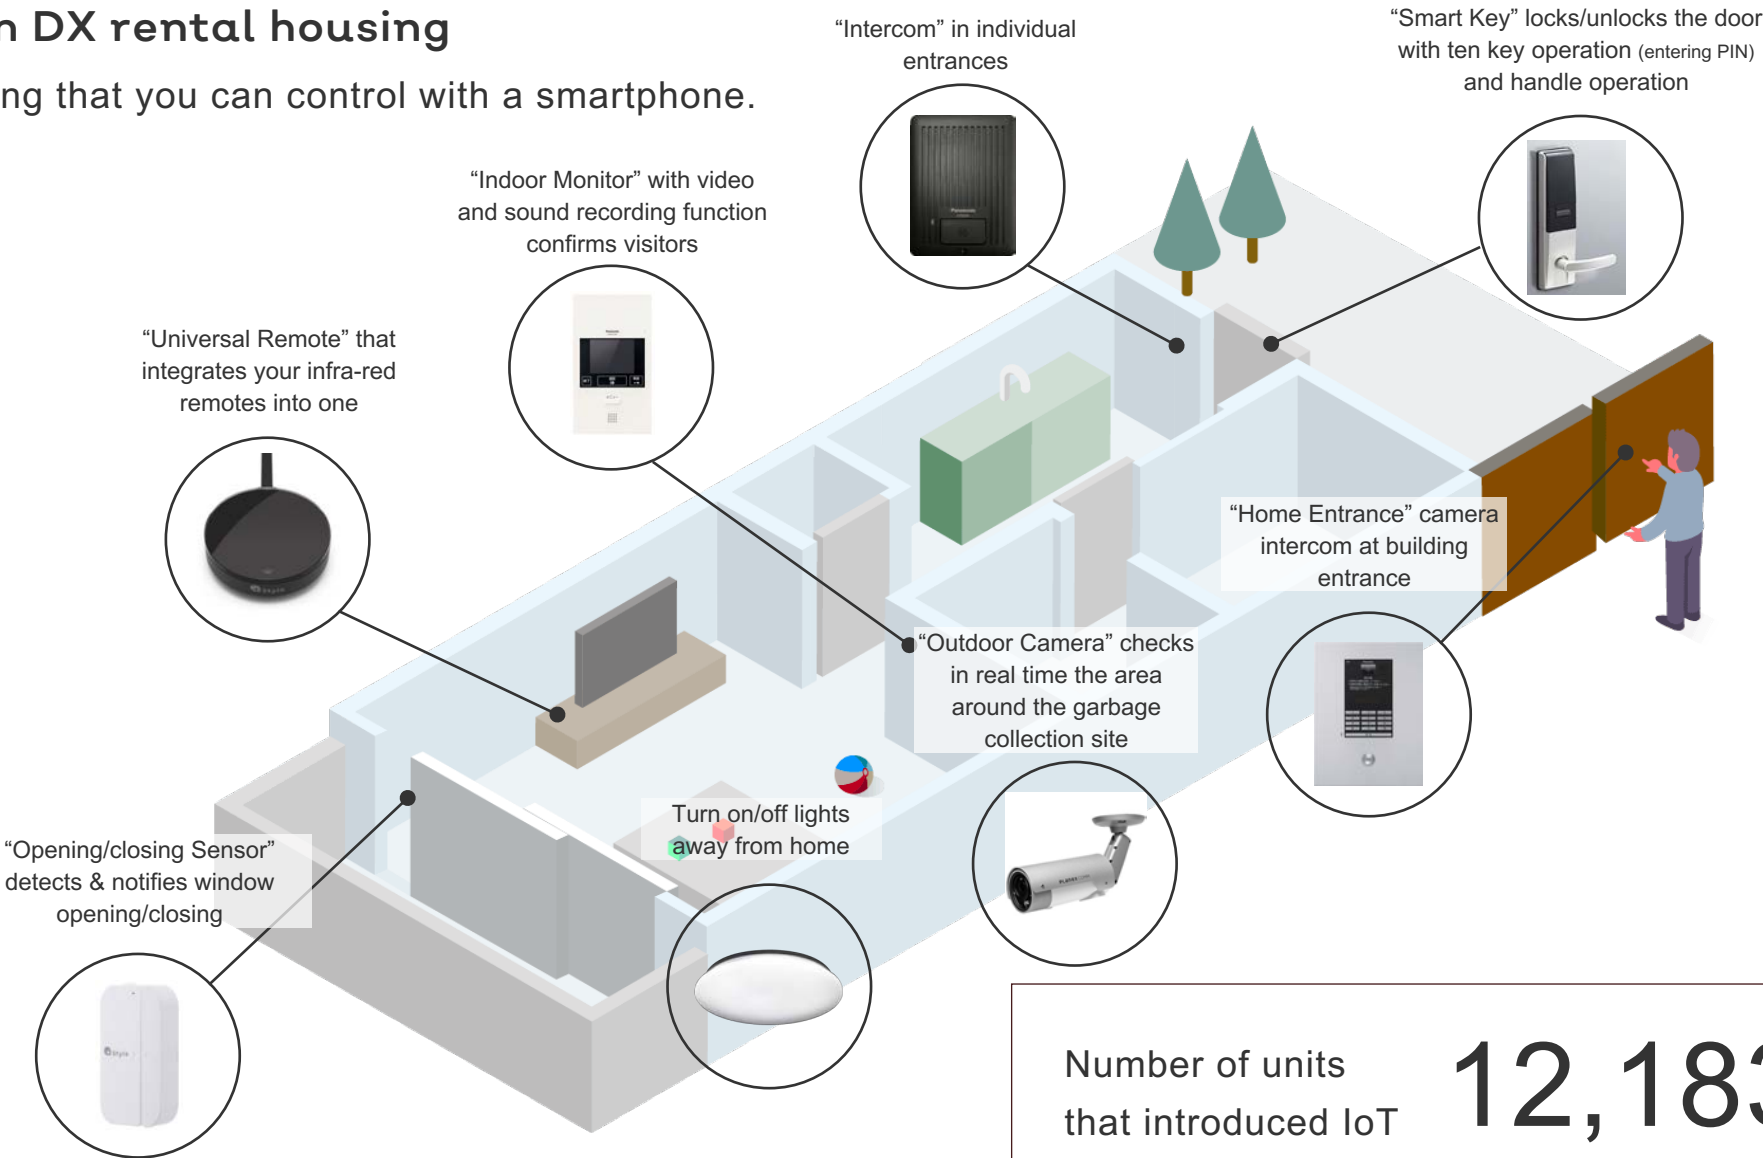 n DX rental housing
ng that you can control with a smartphone.
“Intercom” in individual
entrances
“Smart Key” locks/unlocks the door
with ten key operation (entering PIN)
and handle operation
“Indoor Monitor” with video
and sound recording function
confirms visitors
Panasonic
“Universal Remote” that
integrates your infra-red
remotes into one
Style
“Home Entrance” camera
intercom at building
entrance
“Outdoor Camera” checks
in real time the area
around the garbage
collection site
Turn on/off lights
away from home
“Opening/closing Sensor”
detects & notifies window
opening/closing
Style
Number of units
that introduced IoT
12,183